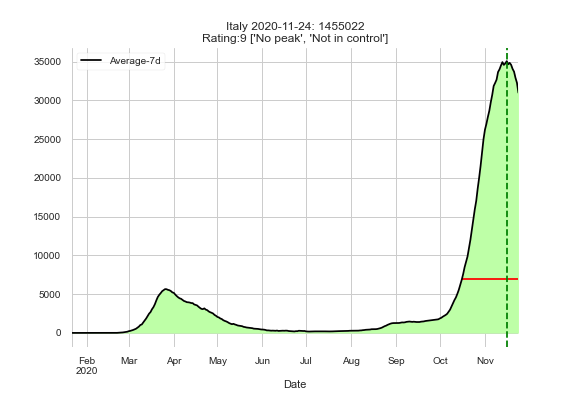 Italy 2020-11-24: 1455022
Rating:9 ['No peak', 'Not in control']
Average-7d
35000
30000
25000
20000
15000
10000
5000
0
Feb Mar Apr May Jun Jul Aug Sep Oct Nov
2020
Date